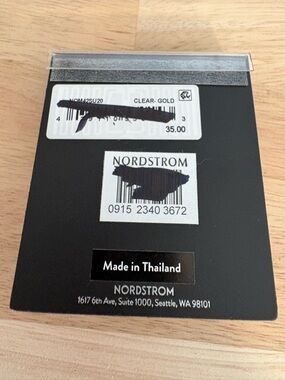 NOM42SU20 CLEAR-GOLD
4 3
35.00
NORDSTROM
0915 2340 3672
Made in Thailand
NORDSTROM
1617 6th Ave, Suite 1000, Seattle, WA 98101